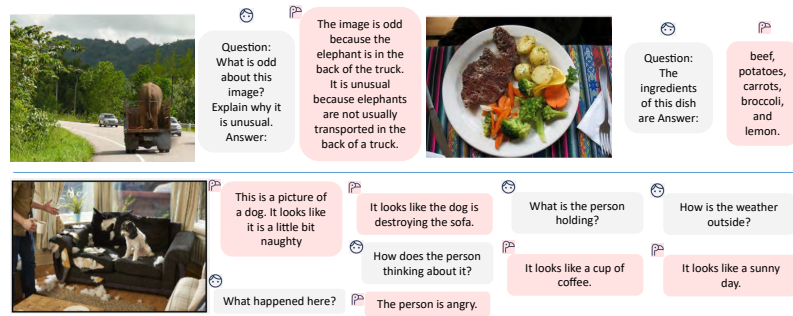 Question:
What is odd
about this
image?
Explain why it
is unusual.
Answer:
The image is odd
because the
elephant is in the
back of the truck.
It is unusual
because elephants
are not usually
transported in the
back of a truck.
Question:
The
ingredients
of this dish
are Answer:
beef,
potatoes,
carrots,
broccoli,
and
lemon.
This is a picture of
a dog. It looks like
it is a little bit
naughty
What happened here?
It looks like the dog is
destroying the sofa.
How does the person
thinking about it?
The person is angry.
What is the person
holding?
It looks like a cup of
coffee.
How is the weather
outside?
It looks like a sunny
day.